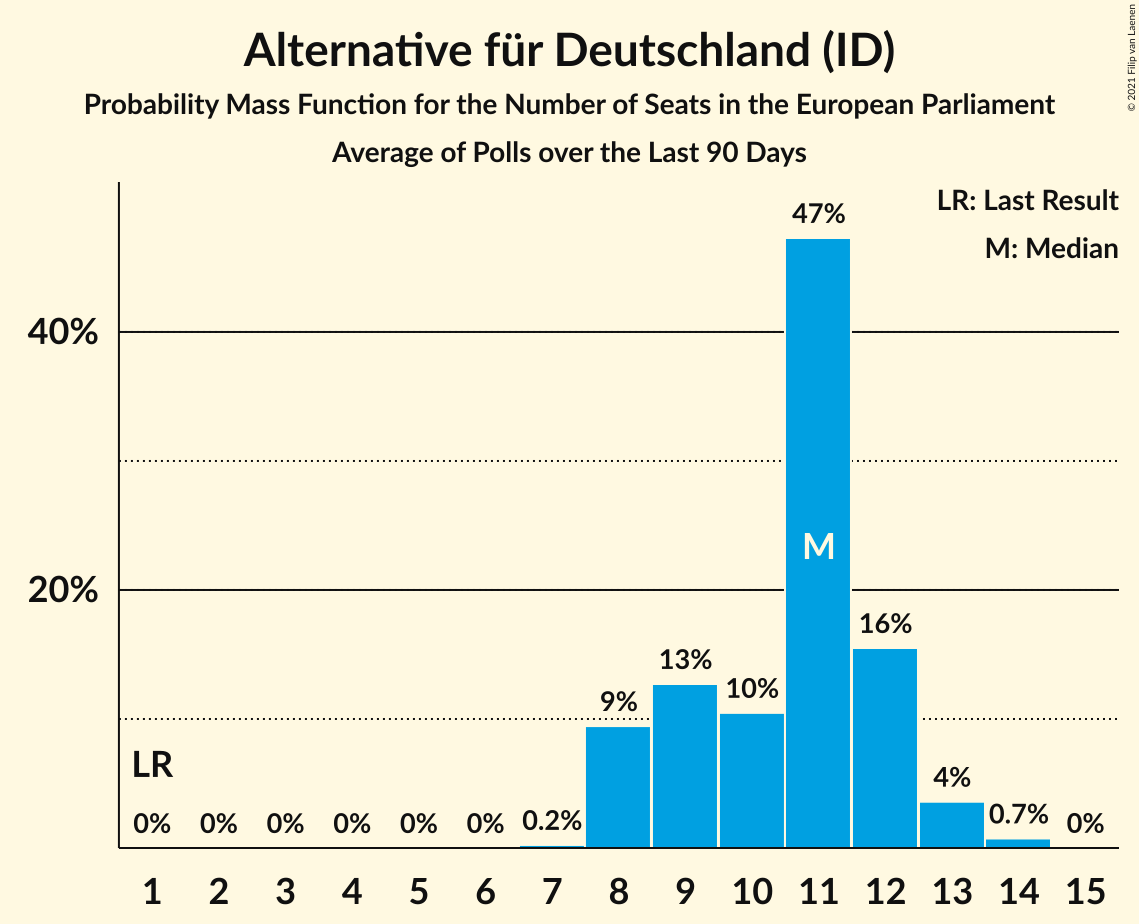 Alternative für Deutschland (ID)
Probability Mass Function for the Number of Seats in the European Parliament
Average of Polls over the Last 90 Days
© 2021 Filip van Laenen
LR: Last Result
M: Median
47%
40%
M
20%
16%
13%
10%
9%
LR
4%
0% 0% 0% 0% 0% 0% 0.2% 0.7% 0%
1 2 3 4 5 6 7 8 9 10 11 12 13 14 15